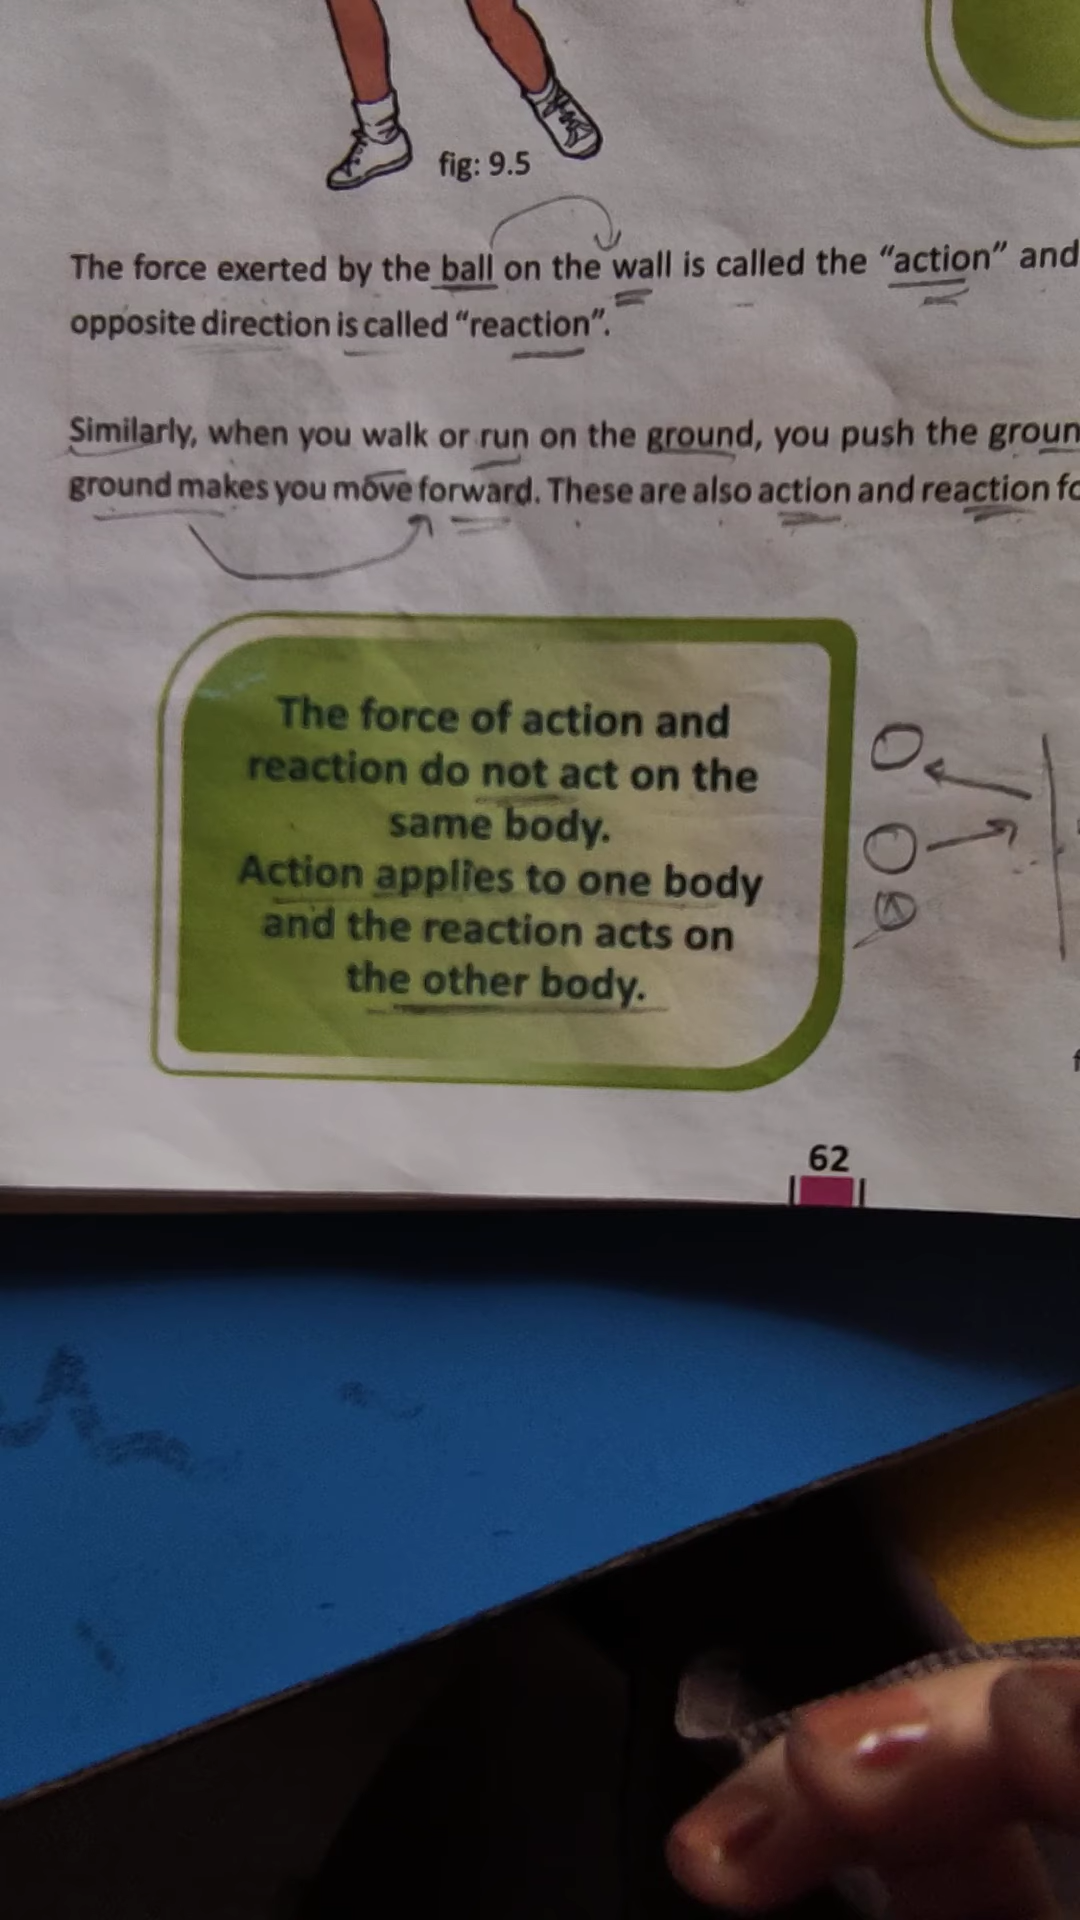 fig: 9.5
The force exerted by the ball on the wall is called the “action” and
opposite direction is called “reaction”.
Similarly, when you walk or run on the ground, you push the groun
ground makes you move forward. These are also action and reaction fo
The force of action and
reaction do not act on the
same body.
Action applies to one body
and the reaction acts on
the other body.
62